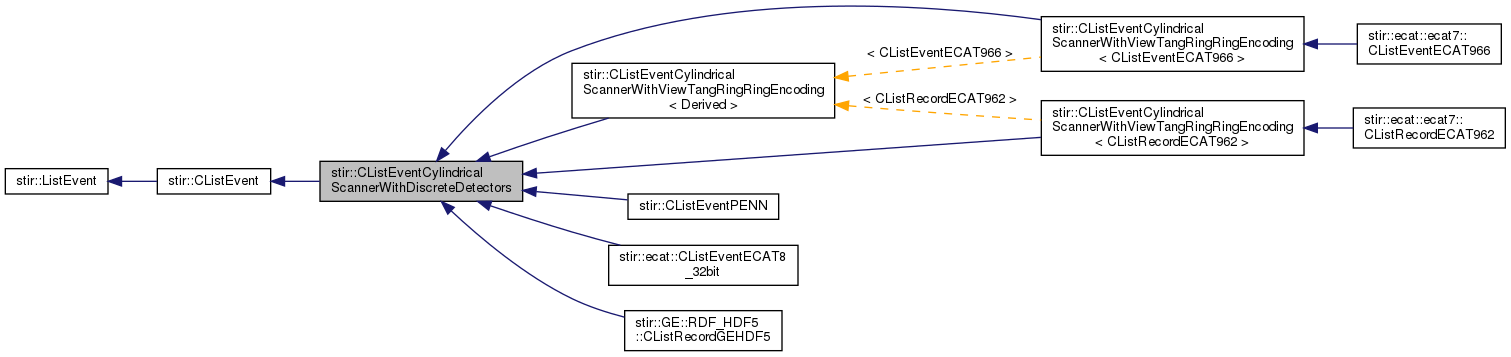 stir::ListEvent
stir::CListEvent
stir::CListEventCylindrical
ScannerWithDiscreteDetectors
stir::CListEventCylindrical
ScannerWithViewTangRingRingEncoding
< Derived >
< CListEventECAT966 >
< CListRecordECAT962 >
stir::CListEventCylindrical
ScannerWithViewTangRingRingEncoding
< CListEventECAT966 >
stir::ecat::ecat7::
CListEventECAT966
stir::CListEventCylindrical
ScannerWithViewTangRingRingEncoding
< CListRecordECAT962 >
stir::ecat::ecat7::
CListRecordECAT962
stir::CListEventPENN
stir::ecat::CListEventECAT8
_32bit
stir::GE::RDF_HDF5
::CListRecordGEHDF5